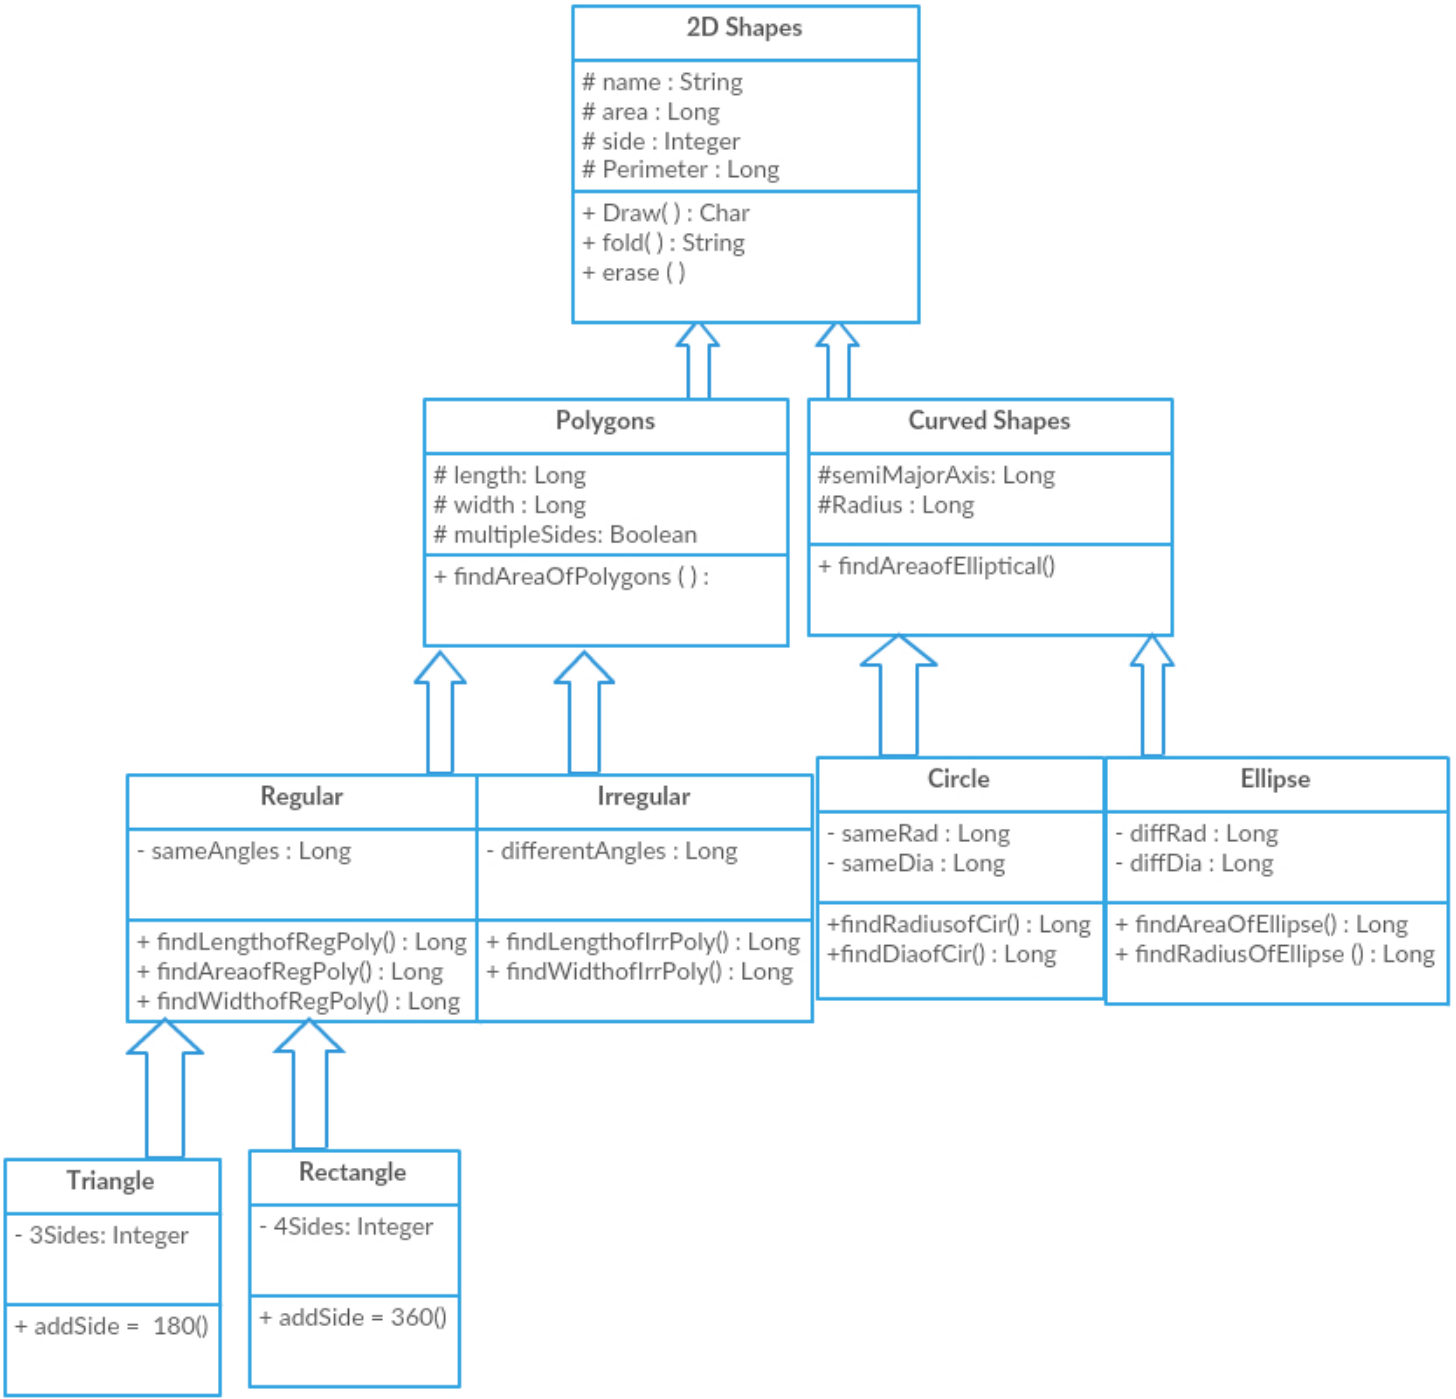 2D Shapes
# name : String
# area : Long
# side : Integer
# Perimeter : Long
+ Draw( ) : Char
+ fold( ) : String
+ erase ( )
Polygons
# length: Long
# width : Long
# multipleSides: Boolean
+ findAreaOfPolygons ( ) :
Curved Shapes
#semiMajorAxis: Long
#Radius : Long
+ findAreaofElliptical()
Regular
- sameAngles : Long
+ findLengthofRegPoly() : Long
+ findAreaofRegPoly() : Long
+ findWidthofRegPoly() : Long
Irregular
- differentAngles : Long
+ findLengthofIrrPoly() : Long
+ findWidthofIrrPoly() : Long
Circle
- sameRad : Long
- sameDia : Long
+findRadiusofCir() : Long
+findDiaofCir() : Long
Ellipse
- diffRad : Long
- diffDia : Long
+ findAreaOfEllipse() : Long
+ findRadiusOfEllipse () : Long
Triangle
- 3Sides: Integer
+ addSide = 180()
Rectangle
- 4Sides: Integer
+ addSide = 360()